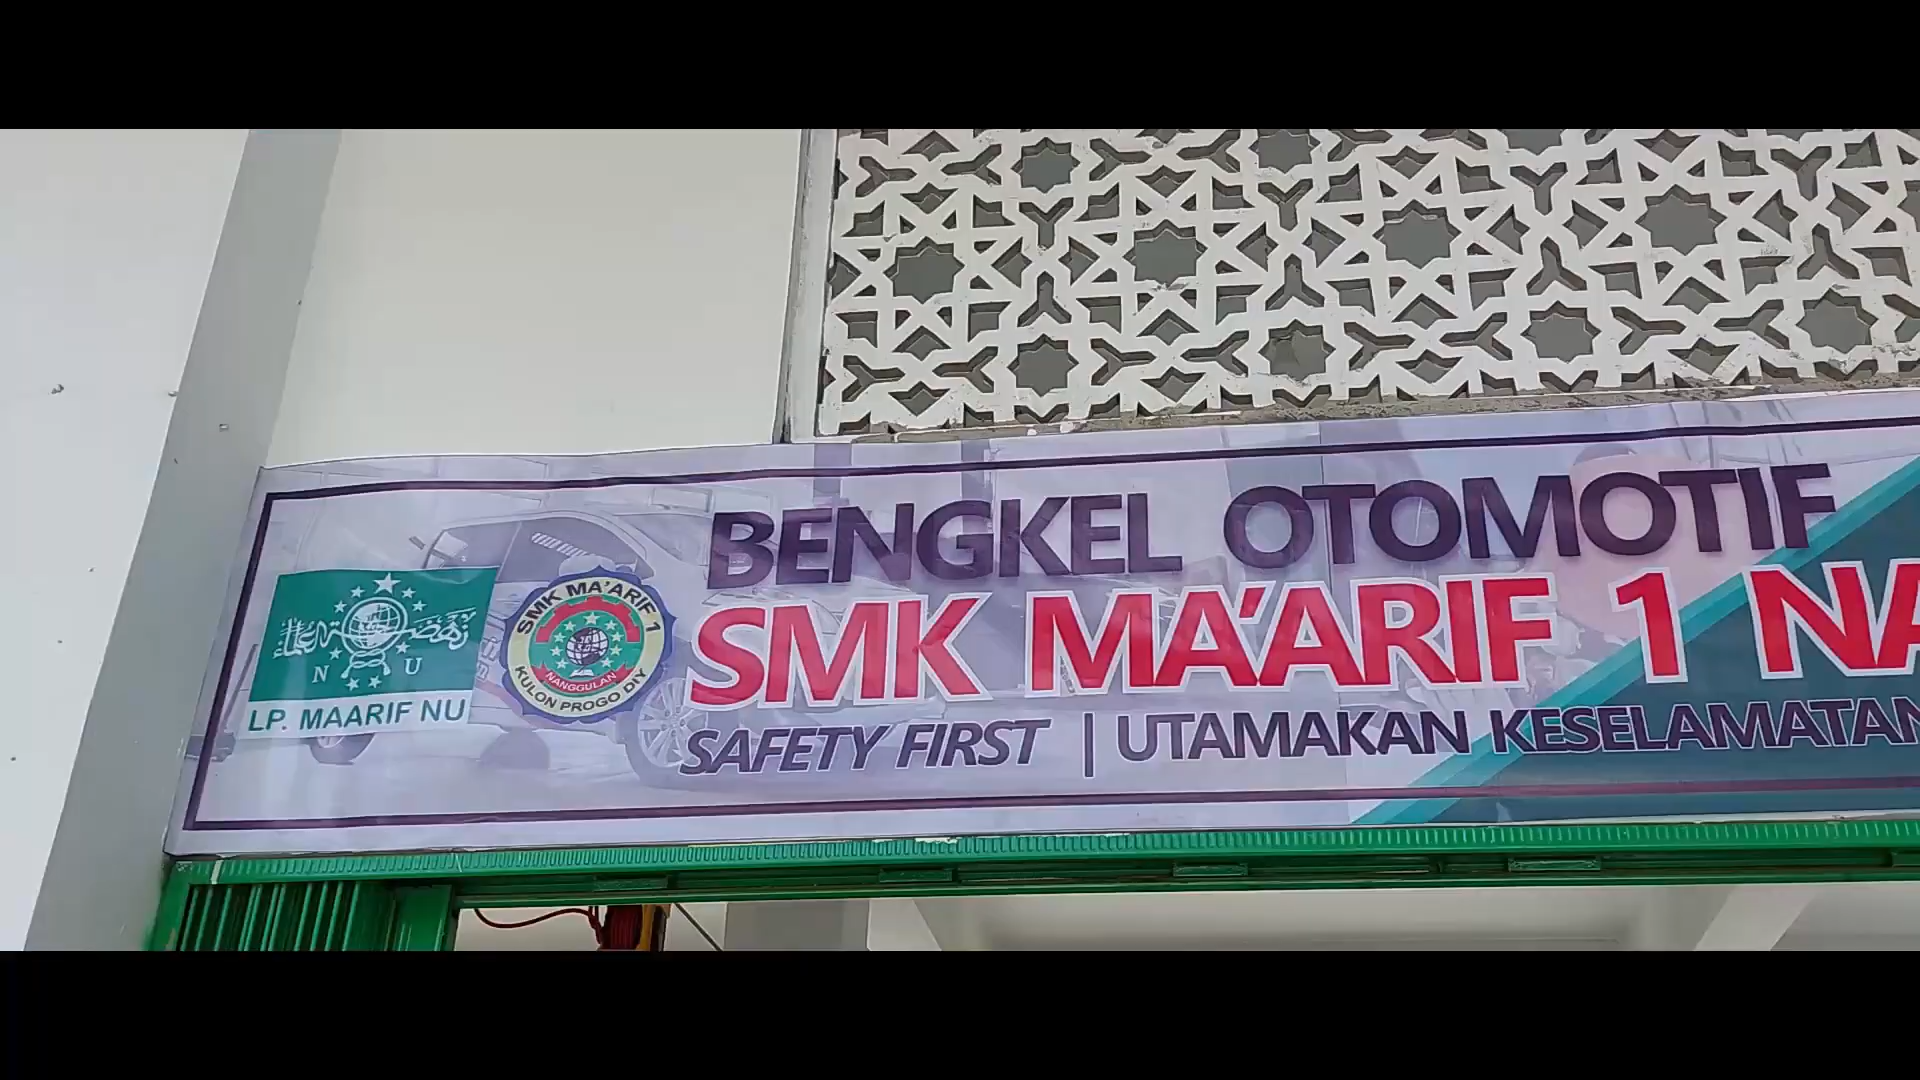 BENGKEL OTOMOTIF
SMK MA'ARIF 1 NA
SAFETY FIRST | UTAMAKAN KESELAMATAN
N U
LP. MAARIF NU
SMK MA'ARIF 1
NANGGULAN
KULON PROGO DIY